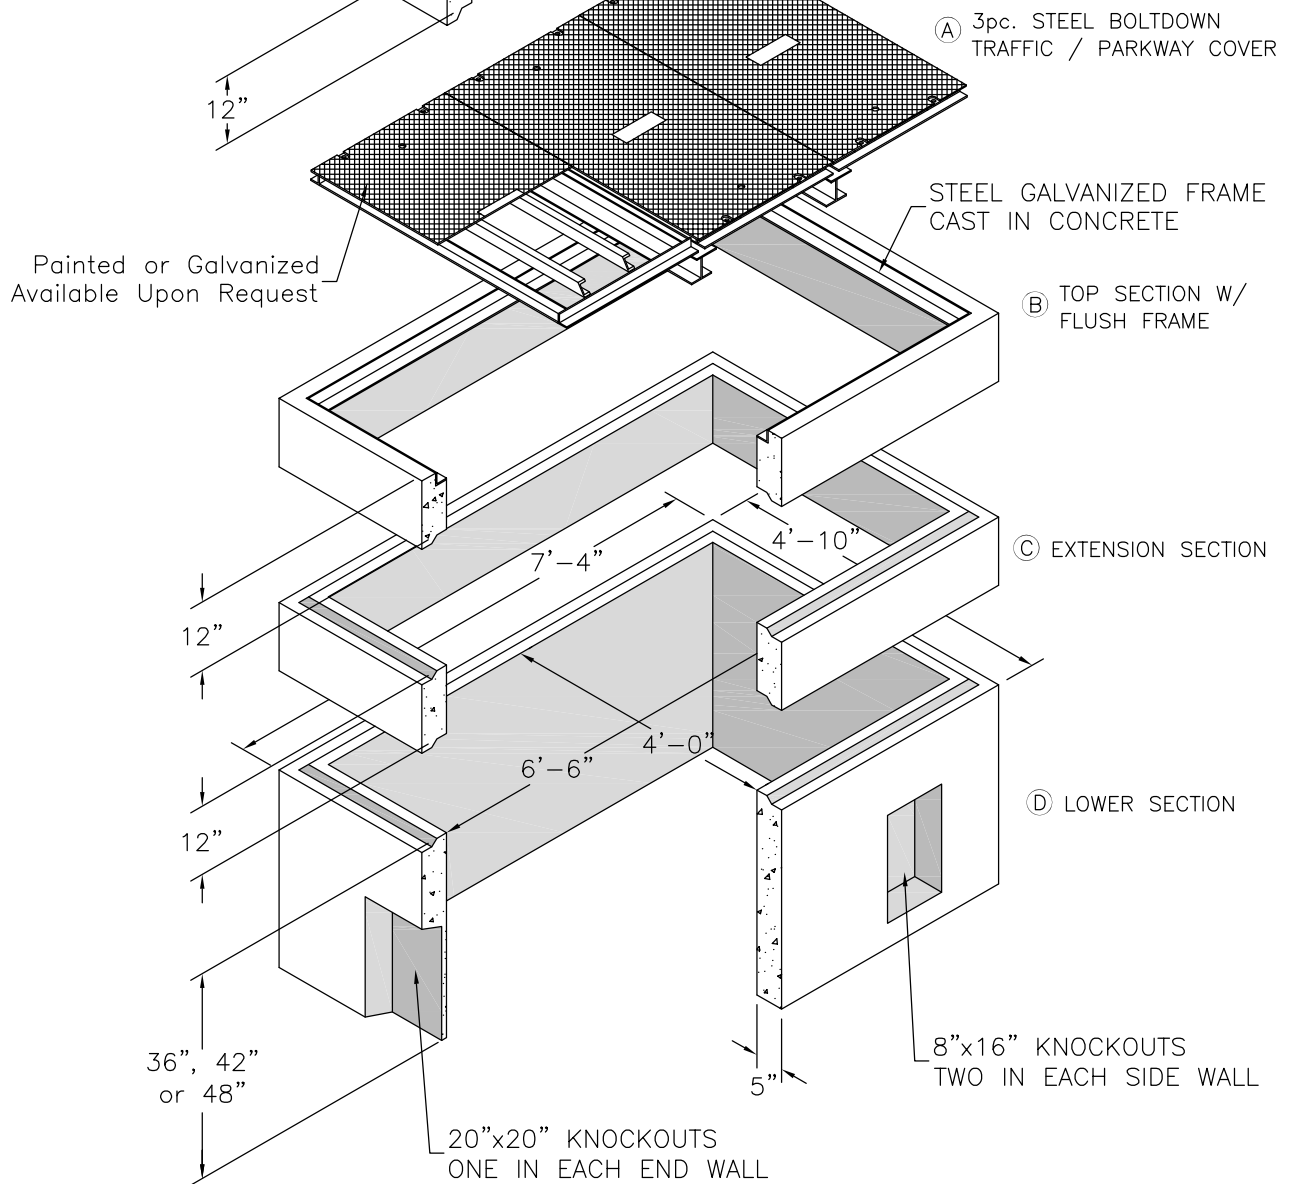 Ⓐ 3pc. STEEL BOLTDOWN
TRAFFIC / PARKWAY COVER
12”
STEEL GALVANIZED FRAME
CAST IN CONCRETE
Painted or Galvanized
Available Upon Request
Ⓑ TOP SECTION W/
FLUSH FRAME
4’-10”
7’-4”
Ⓒ EXTENSION SECTION
12”
4’-0”
6’-6”
Ⓓ LOWER SECTION
12”
36”, 42”
or 48”
8”x16” KNOCKOUTS
TWO IN EACH SIDE WALL
5”
20”x20” KNOCKOUTS
ONE IN EACH END WALL